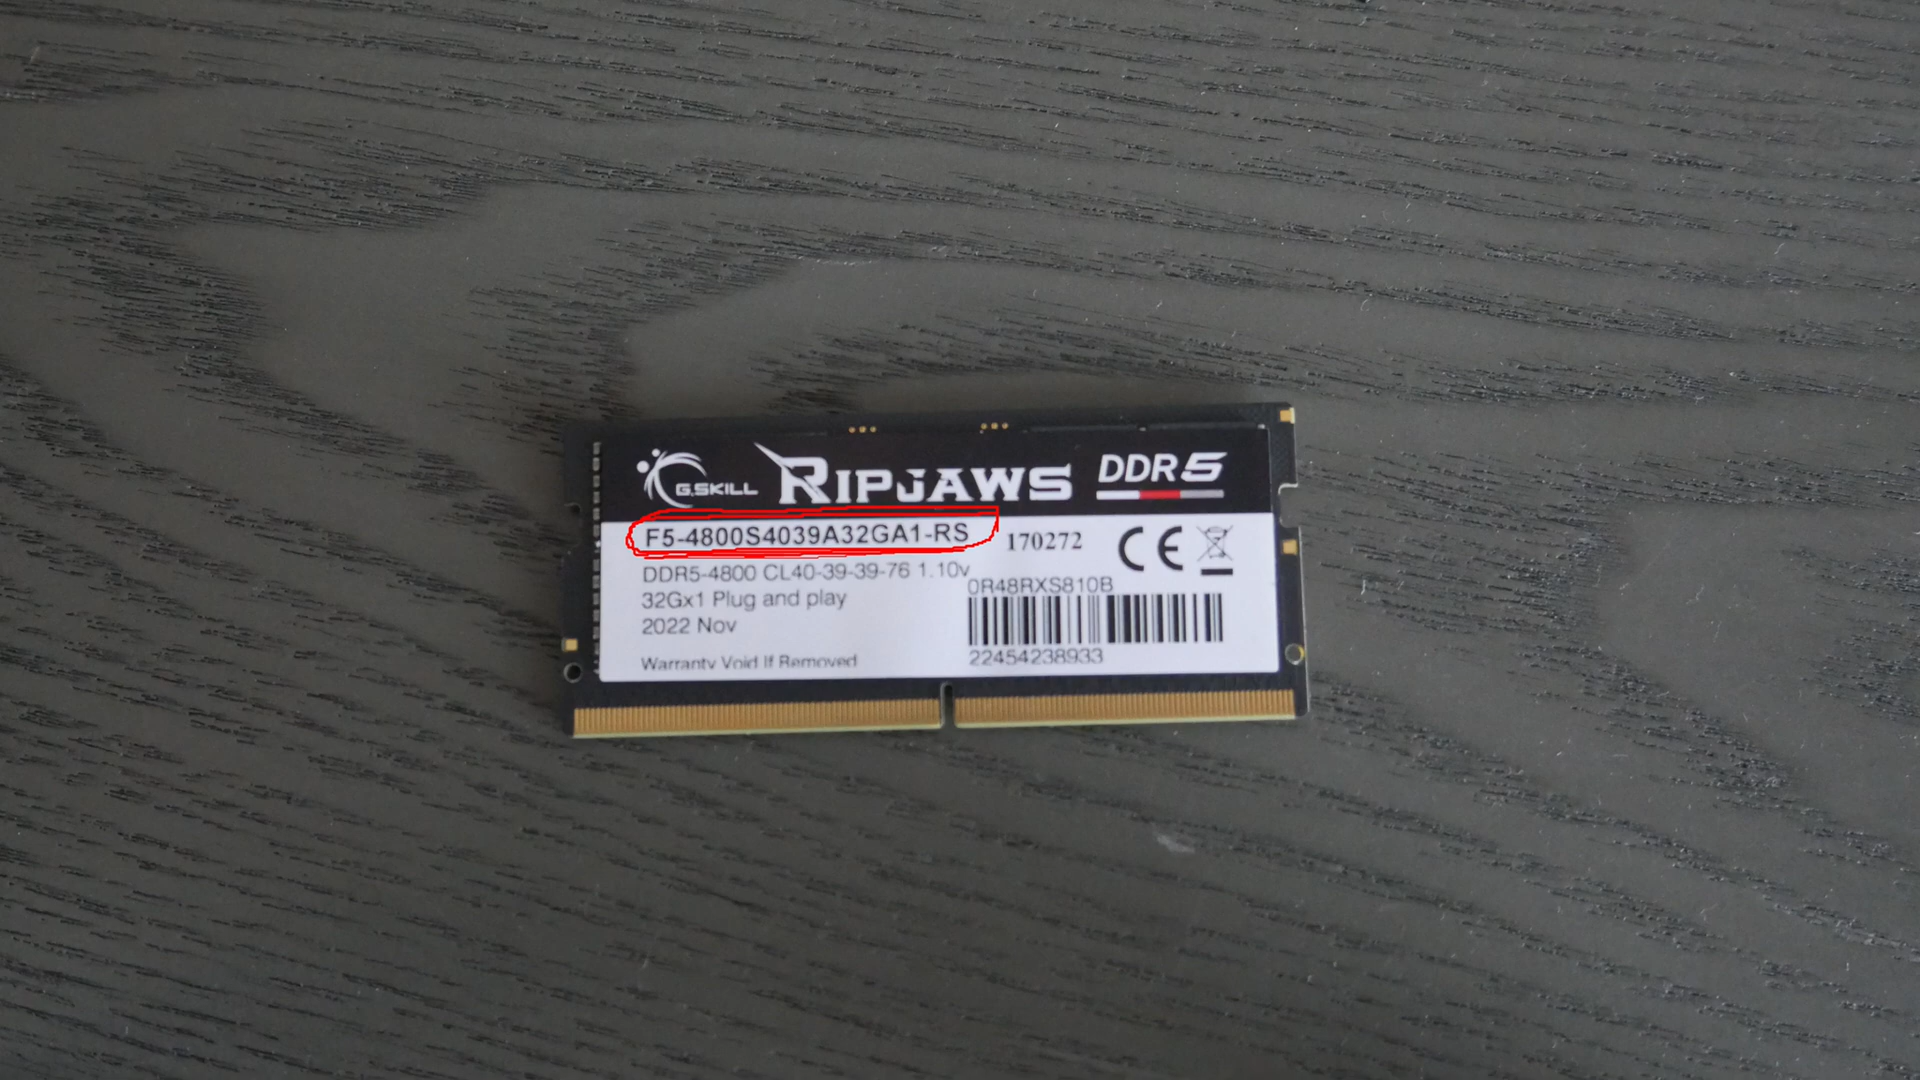 G.SKILL RIPJAWS DDR5
F5-4800S4039A32GA1-RS 170272 CE
DDR5-4800 CL40-39-39-76 1.10v
0R48RXS810B
32Gx1 Plug and play
2022 Nov
22454238933
Warranty Void If Removed